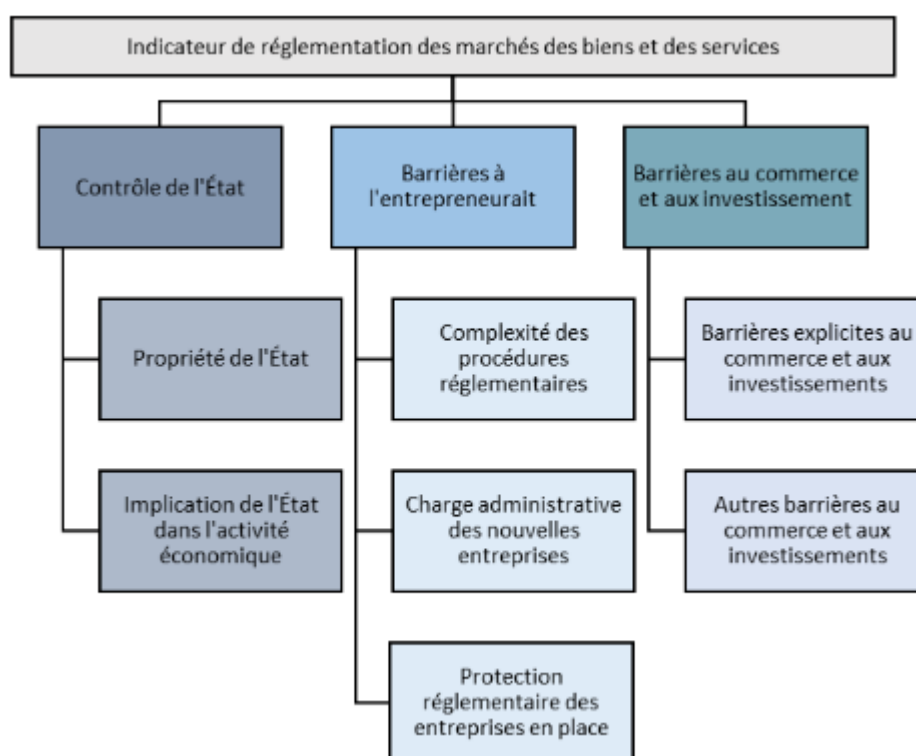 Indicateur de réglementation des marchés des biens et des services
Contrôle de l'État
Barrières à
l'entrepreneurait
Barrières au commerce
et aux investissement
Propriété de l'État
Complexité des
procédures
réglementaires
Barrières explicites au
commerce et aux
investissements
Implication de l'État
dans l'activité
économique
Charge administrative
des nouvelles
entreprises
Autres barrières au
commerce et aux
investissements
Protection
réglementaire des
entreprises en place